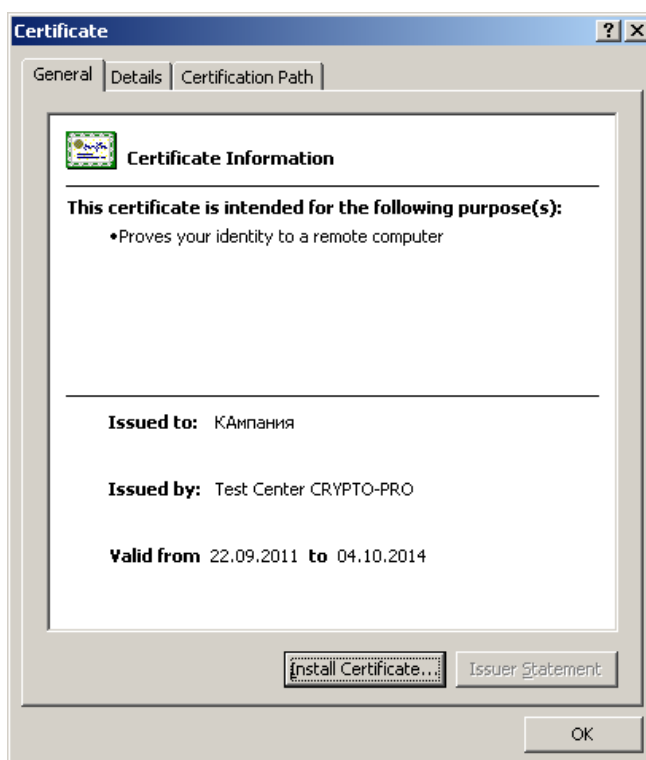 Certificate
General Details Certification Path
Certificate Information
This certificate is intended for the following purpose(s):
•Proves your identity to a remote computer
Issued to: КАмпания
Issued by: Test Center CRYPTO-PRO
Valid from 22.09.2011 to 04.10.2014
Install Certificate... Issuer Statement
OK